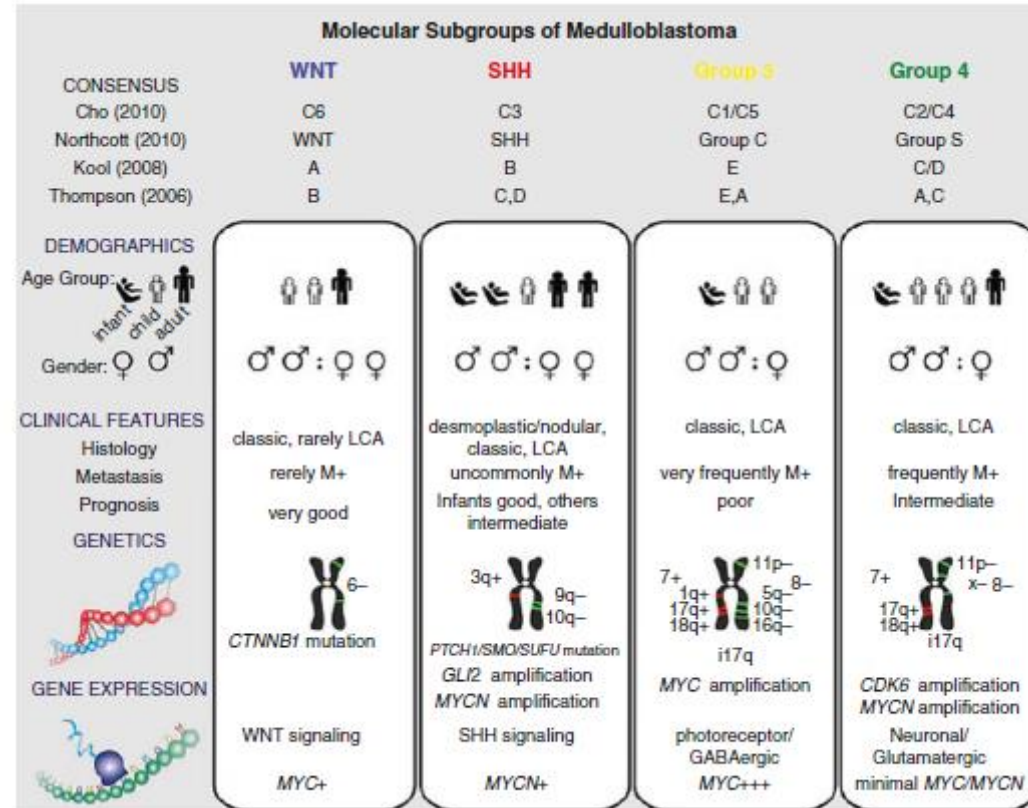 Molecular Subgroups of Medulloblastoma
CONSENSUS WNT SHH Group 3 Group 4
Cho (2010) C6 C3 C1/C5 C2/C4
Northcott (2010) WNT SHH Group C Group S
Kool (2008) A B E C/D
Thompson (2006) B C,D E,A A,C
DEMOGRAPHICS
Age Group:
infant child adult
Gender: ♀ ♂ ♂♂:♀♀ ♂♂:♀♀ ♂♂:♀ ♂♂:♀
CLINICAL FEATURES
Histology classic, rarely LCA desmoplastic/nodular, classic, LCA classic, LCA classic, LCA
Metastasis rerely M+ uncommonly M+ very frequently M+ frequently M+
Prognosis very good Infants good, others intermediate poor Intermediate
GENETICS
6–
3q+ 9q– 10q–
7+ 1q+ 17q+ 18q+ 11p– 8– 5q– 10q– 16q– i17q
7+ 17q+ 18q+ 11p– x– 8– i17q
CTNNB1 mutation
PTCH1/SMO/SUFU mutation
GLI2 amplification
MYCN amplification
MYC amplification
CDK6 amplification
MYCN amplification
GENE EXPRESSION
WNT signaling
MYC+
SHH signaling
MYCN+
photoreceptor/
GABAergic
MYC+++
Neuronal/
Glutamatergic
minimal MYC/MYCN